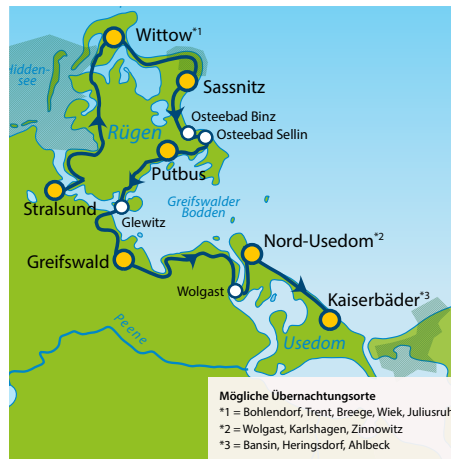 Wittow*1
Hidden-
see
Sassnitz
Osteebad Binz
Osteebad Sellin
Rügen
Putbus
Stralsund
Glewitz
Greifswalder
Bodden
Greifswald
Nord-Usedom*2
Wolgast
Kaiserbäder*3
Peene
Usedom
Mögliche Übernachtungsorte
*1 = Bohlendorf, Trent, Breege, Wiek, Juliusruh
*2 = Wolgast, Karlshagen, Zinnowitz
*3 = Bansin, Heringsdorf, Ahlbeck